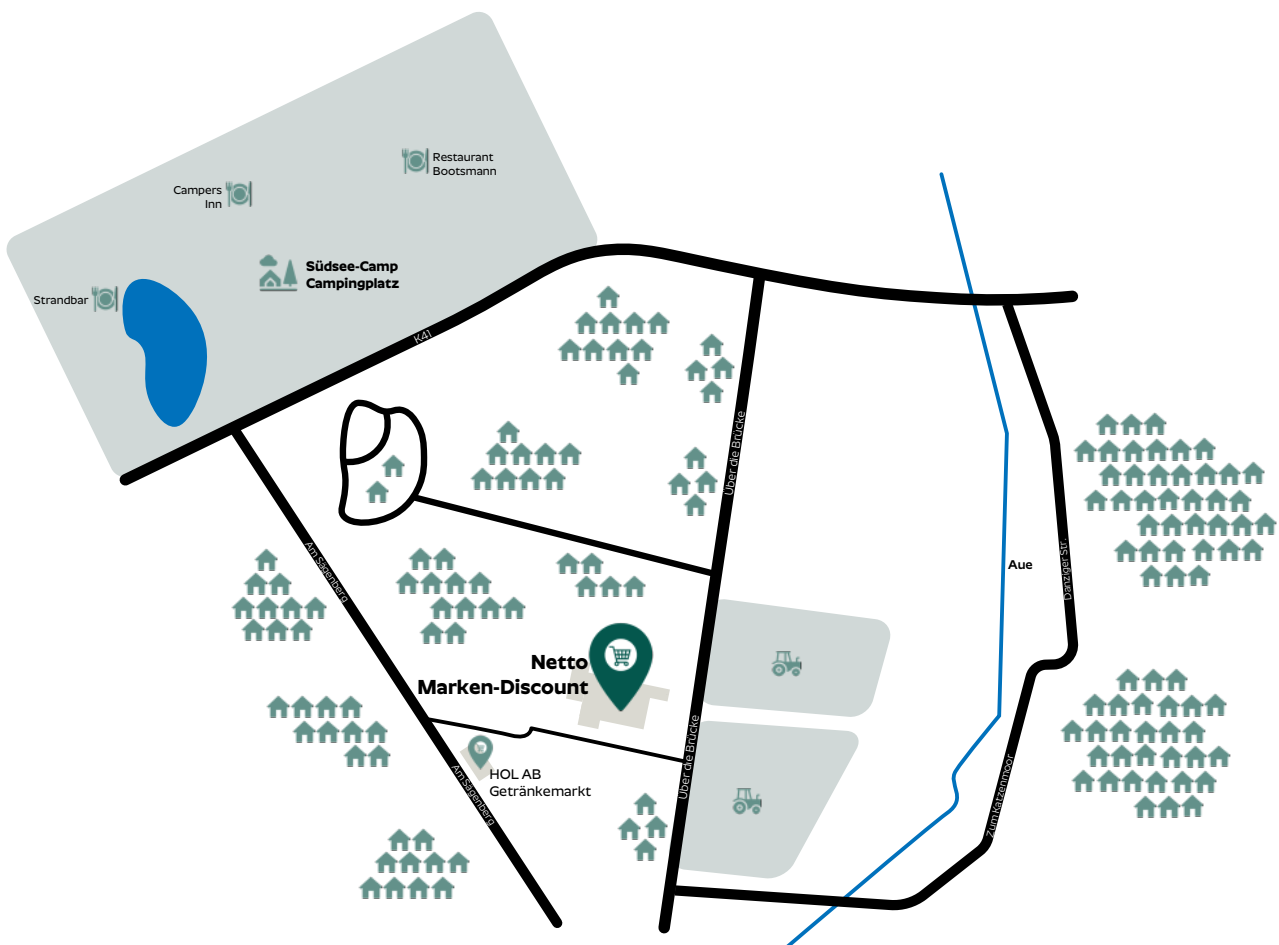 Restaurant
Bootsmann
Campers
Inn
Südsee-Camp
Campingplatz
Strandbar
K41
Über die Brücke
Am Sägenberg
Aue
Danziger Str.
Netto
Marken-Discount
Über die Brücke
HOL AB
Getränkemarkt
Am Sägenberg
Zum Katzenmoor